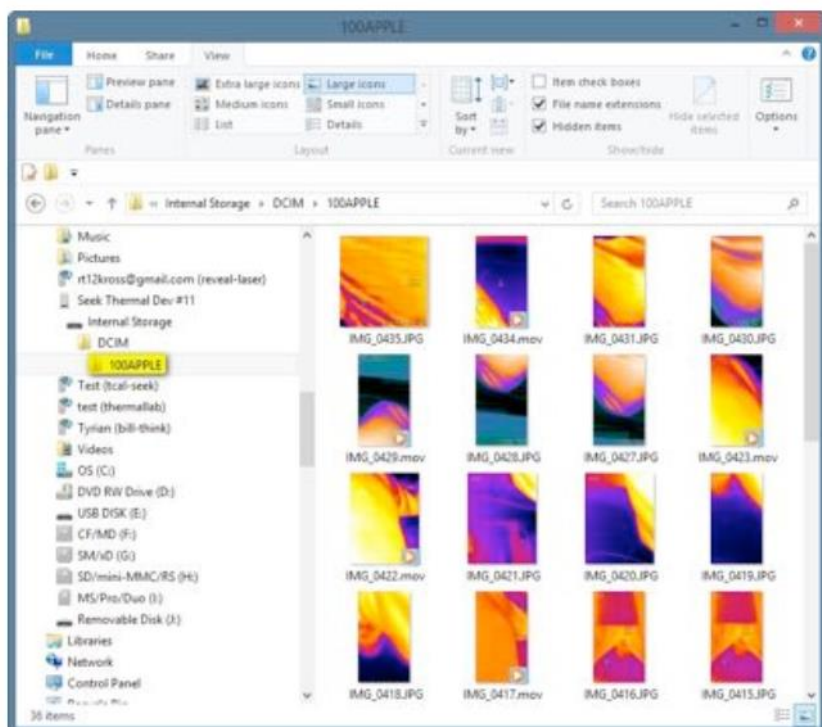 100APPLE
File Home Share View
Preview pane
Details pane
Navigation pane
Extra large icons Large icons
Medium icons Small icons
List Details
Sort by
Item check boxes
File name extensions
Hidden items
Hide selected items
Options
Panes Layout Current view Show/hide
« Internal Storage DCIM 100APPLE
Search 100APPLE
Music
Pictures
rt12kross@gmail.com (reveal-laser)
Seek Thermal Dev #11
Internal Storage
DCIM
100APPLE
Test (tcal-seek)
test (thermallab)
Tyrian (bill-think)
Videos
OS (C:)
DVD RW Drive (D:)
USB DISK (E:)
CF/MD (F:)
SM/xD (G:)
SD/mini-MMC/RS (H:)
MS/Pro/Duo (I:)
Removable Disk (J:)
Libraries
Network
Control Panel
IMG_0435.JPG IMG_0434.mov IMG_0431.JPG IMG_0430.JPG
IMG_0429.mov IMG_0428.JPG IMG_0427.JPG IMG_0423.mov
IMG_0422.mov IMG_0421.JPG IMG_0420.JPG IMG_0419.JPG
IMG_0418.JPG IMG_0417.mov IMG_0416.JPG IMG_0415.JPG
36 items